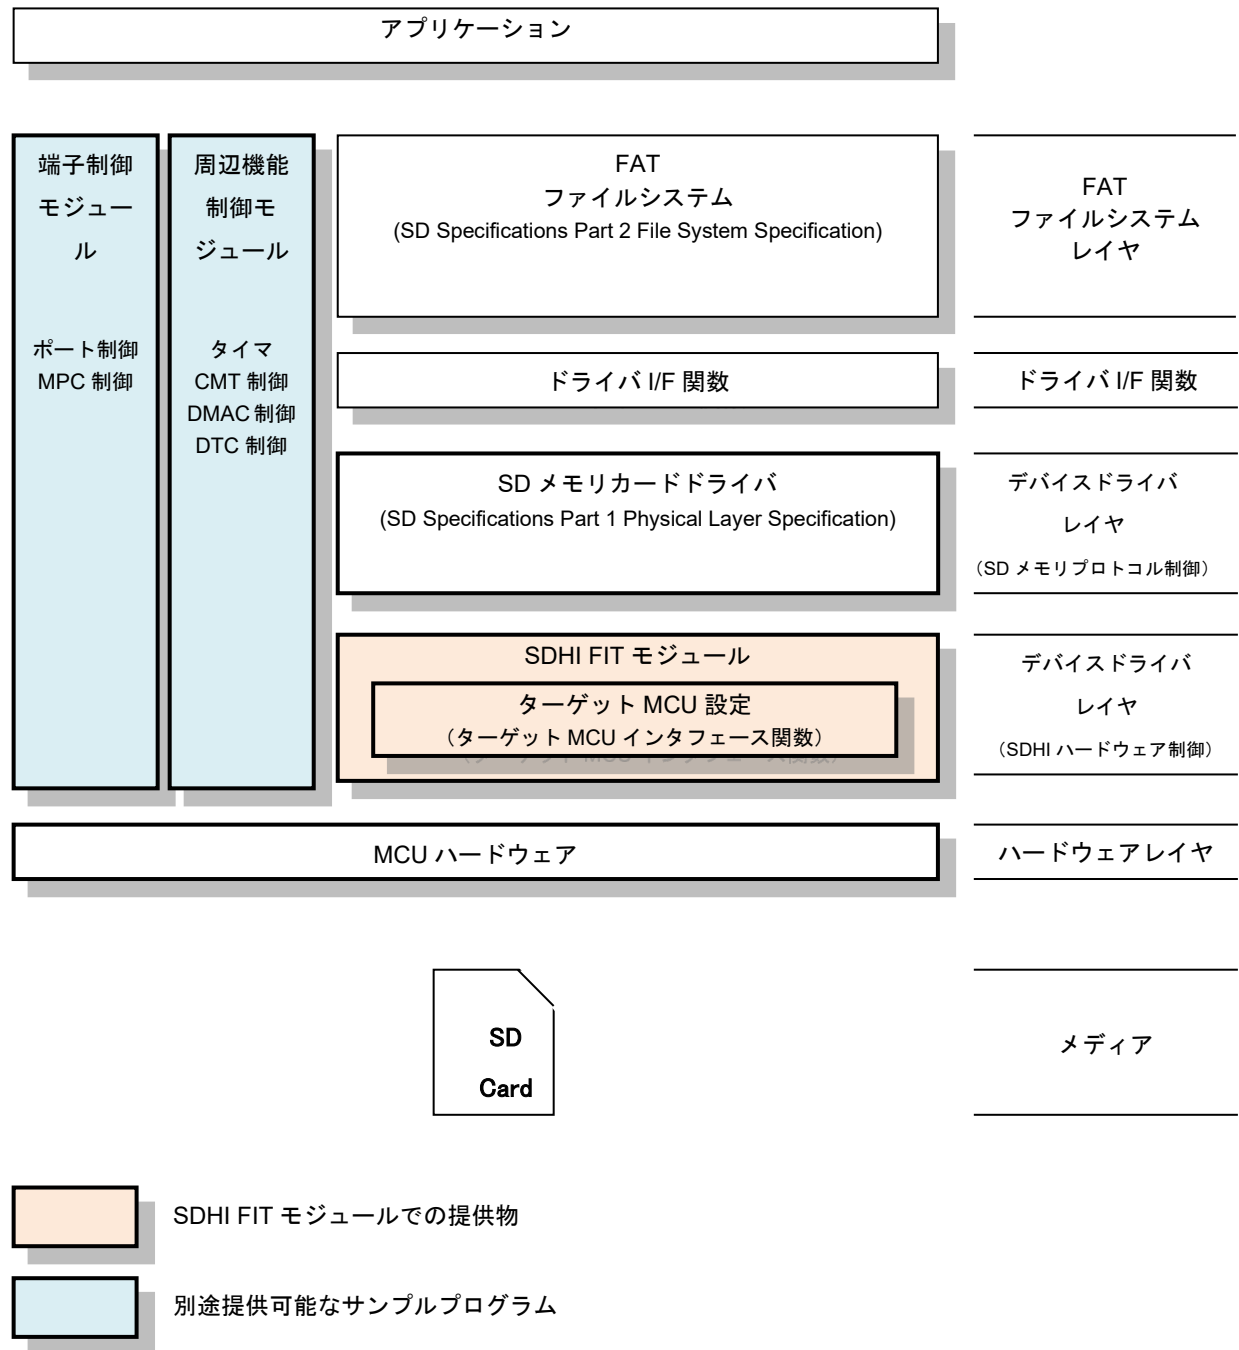 アプリケーション
端子制御
モジュー
ル
ポート制御
MPC 制御
周辺機能
制御モ
ジュール
タイマ
CMT 制御
DMAC 制御
DTC 制御
FAT
ファイルシステム
(SD Specifications Part 2 File System Specification)
FAT
ファイルシステム
レイヤ
ドライバ I/F 関数
ドライバ I/F 関数
SD メモリカードドライバ
(SD Specifications Part 1 Physical Layer Specification)
デバイスドライバ
レイヤ
（SD メモリプロトコル制御）
SDHI FIT モジュール
ターゲット MCU 設定
（ターゲット MCU インタフェース関数）
デバイスドライバ
レイヤ
（SDHI ハードウェア制御）
MCU ハードウェア
ハードウェアレイヤ
SD
Card
メディア
SDHI FIT モジュールでの提供物
別途提供可能なサンプルプログラム